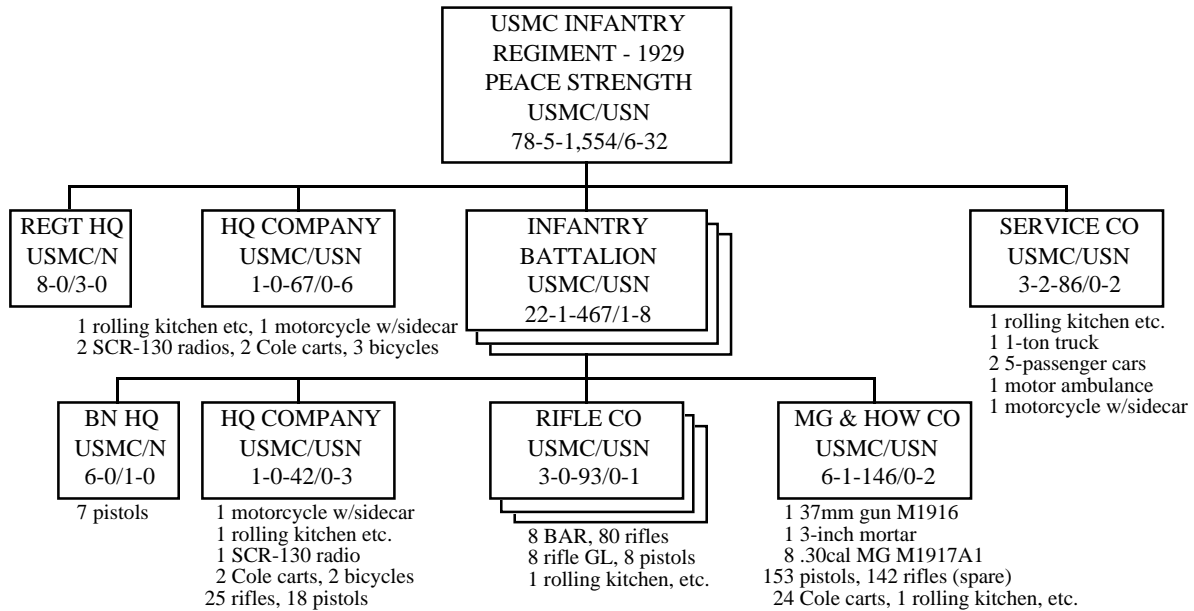 USMC INFANTRY
REGIMENT - 1929
PEACE STRENGTH
USMC/USN
78-5-1,554/6-32
REGT HQ
USMC/N
8-0/3-0
HQ COMPANY
USMC/USN
1-0-67/0-6
1 rolling kitchen etc, 1 motorcycle w/sidecar
2 SCR-130 radios, 2 Cole carts, 3 bicycles
INFANTRY
BATTALION
USMC/USN
22-1-467/1-8
SERVICE CO
USMC/USN
3-2-86/0-2
1 rolling kitchen etc.
1 1-ton truck
2 5-passenger cars
1 motor ambulance
1 motorcycle w/sidecar
BN HQ
USMC/N
6-0/1-0
7 pistols
HQ COMPANY
USMC/USN
1-0-42/0-3
1 motorcycle w/sidecar
1 rolling kitchen etc.
1 SCR-130 radio
2 Cole carts, 2 bicycles
25 rifles, 18 pistols
RIFLE CO
USMC/USN
3-0-93/0-1
8 BAR, 80 rifles
8 rifle GL, 8 pistols
1 rolling kitchen, etc.
MG & HOW CO
USMC/USN
6-1-146/0-2
1 37mm gun M1916
1 3-inch mortar
8 .30cal MG M1917A1
153 pistols, 142 rifles (spare)
24 Cole carts, 1 rolling kitchen, etc.